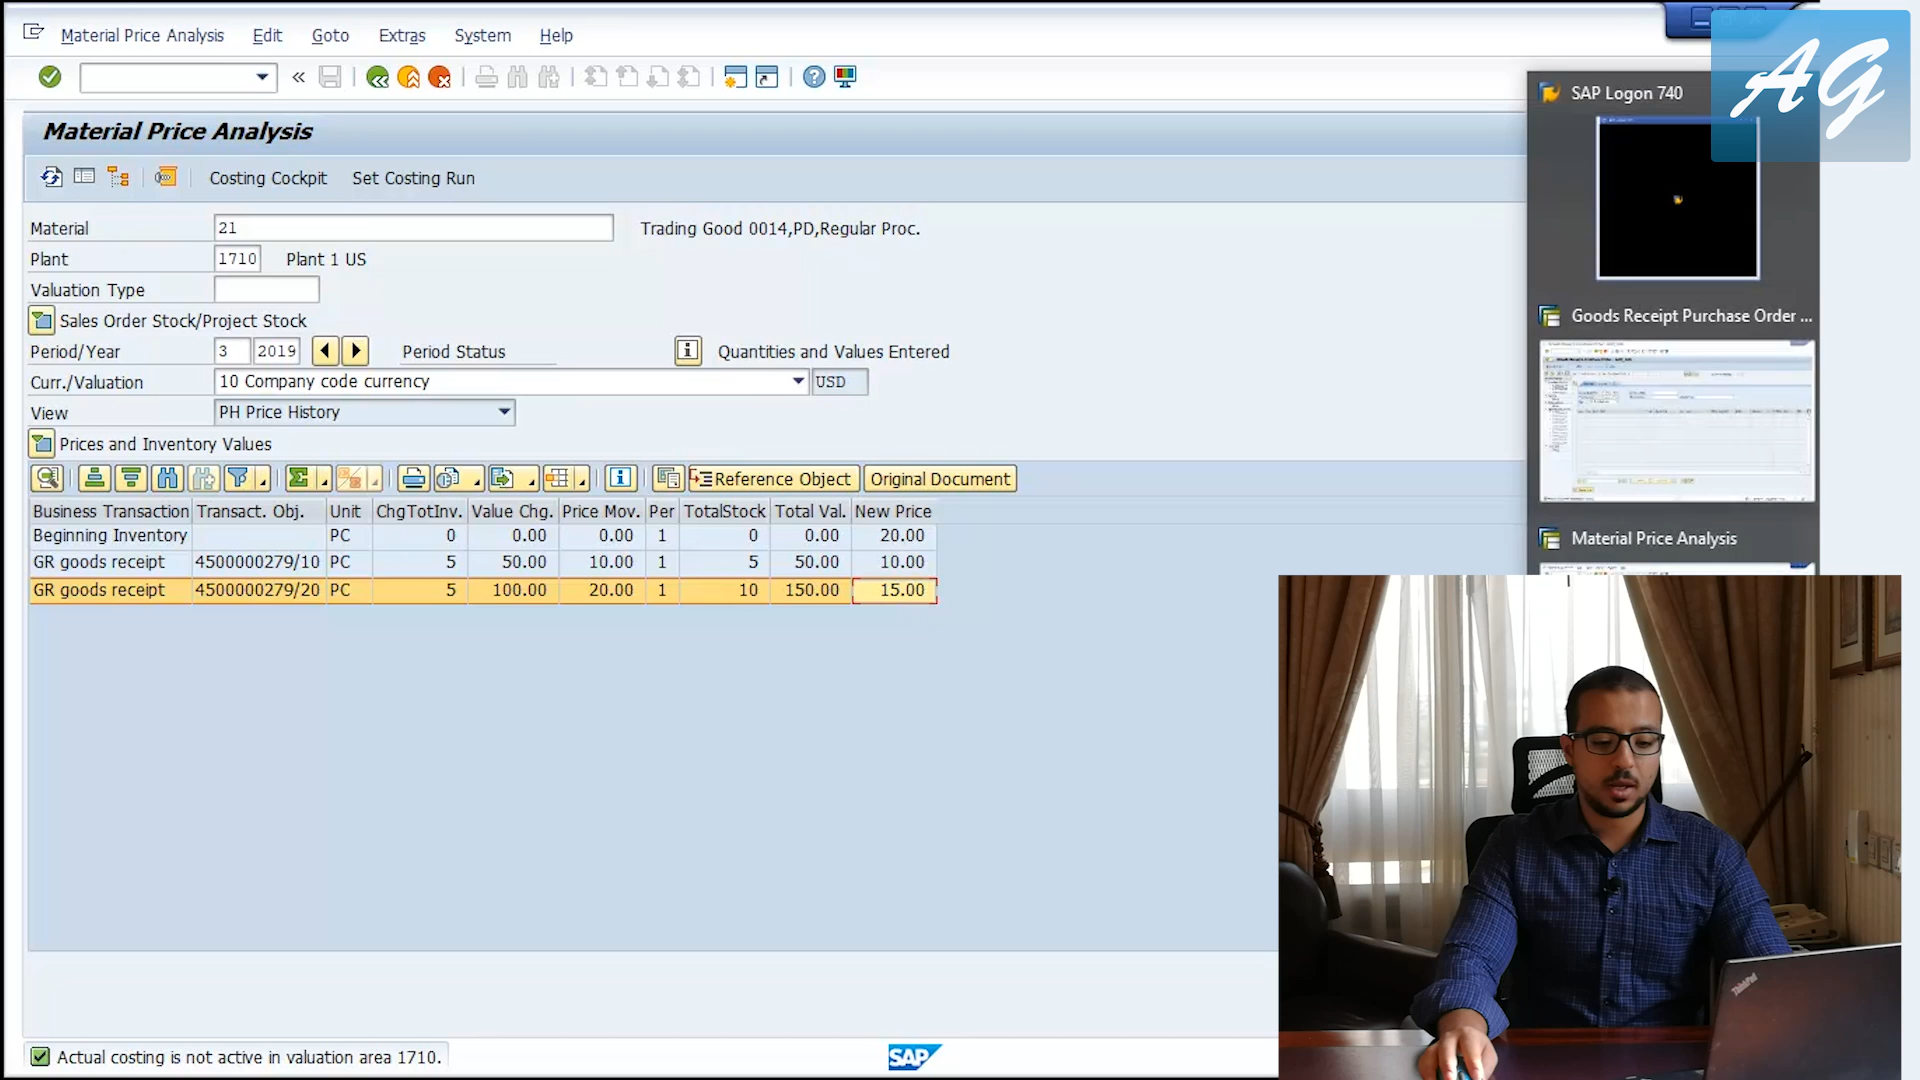 Material Price Analysis Edit Goto Extras System Help
AG
SAP Logon 740
Material Price Analysis
Costing Cockpit Set Costing Run
Material 21 Trading Good 0014,PD,Regular Proc.
Plant 1710 Plant 1 US
Valuation Type
Sales Order Stock/Project Stock
Goods Receipt Purchase Order ...
Period/Year 3 2019 Period Status Quantities and Values Entered
Curr./Valuation 10 Company code currency USD
View PH Price History
Prices and Inventory Values
Reference Object Original Document
Business Transaction Transact. Obj. Unit ChgTotInv. Value Chg. Price Mov. Per TotalStock Total Val. New Price
Beginning Inventory PC 0 0.00 0.00 1 0 0.00 20.00
Material Price Analysis
GR goods receipt 4500000279/10 PC 5 50.00 10.00 1 5 50.00 10.00
GR goods receipt 4500000279/20 PC 5 100.00 20.00 1 10 150.00 15.00
ThinkPad
Actual costing is not active in valuation area 1710.
SAP